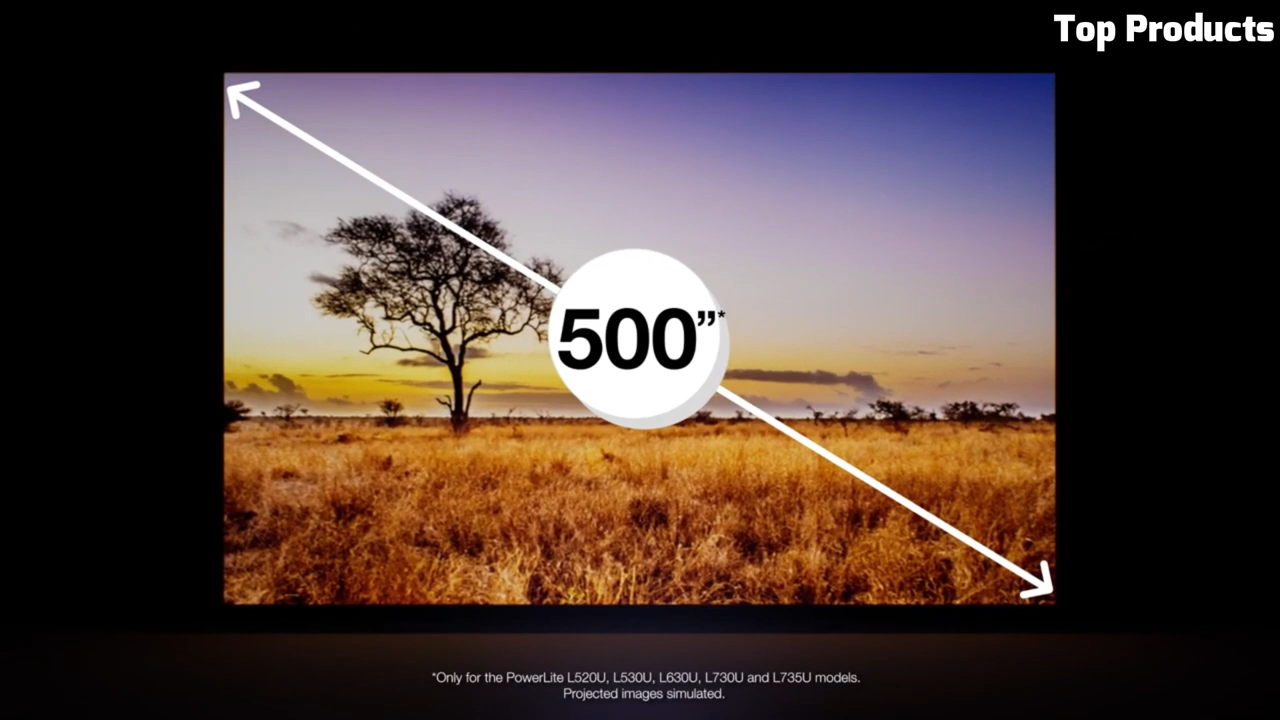 Top Products
500”*
*Only for the PowerLite L520U, L530U, L630U, L730U and L735U models.
Projected images simulated.